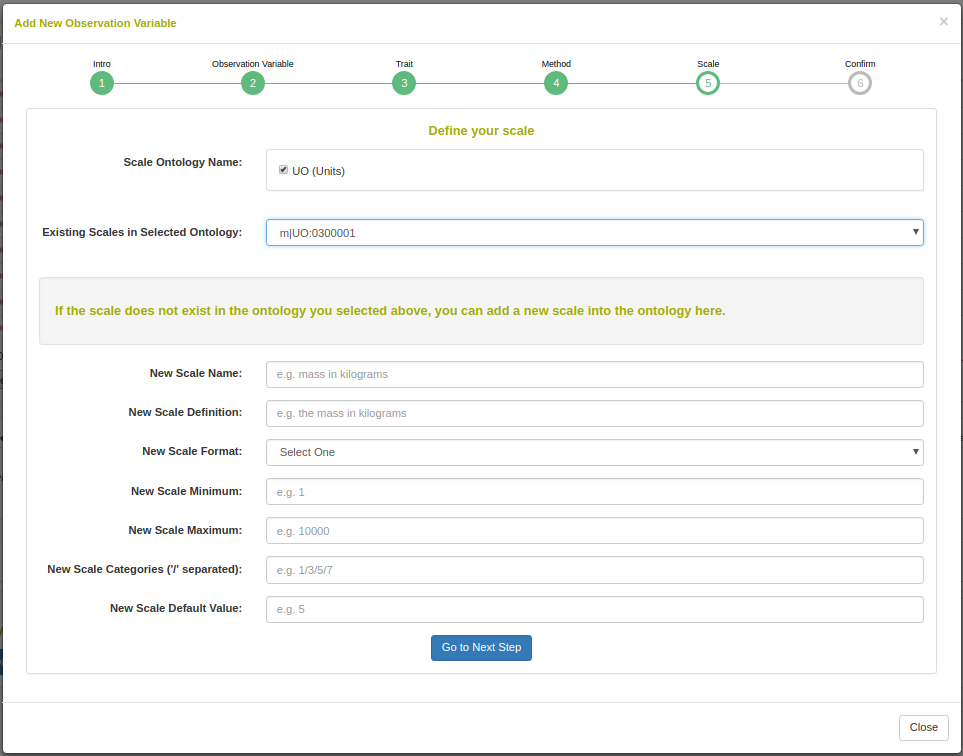 Add New Observation Variable
×
Intro
Observation Variable
Trait
Method
Scale
Confirm
1
2
3
4
5
6
Define your scale
Scale Ontology Name:
UO (Units)
Existing Scales in Selected Ontology:
m|UO:0300001
If the scale does not exist in the ontology you selected above, you can add a new scale into the ontology here.
New Scale Name:
e.g. mass in kilograms
New Scale Definition:
e.g. the mass in kilograms
New Scale Format:
Select One
New Scale Minimum:
e.g. 1
New Scale Maximum:
e.g. 10000
New Scale Categories ('/' separated):
e.g. 1/3/5/7
New Scale Default Value:
e.g. 5
Go to Next Step
Close